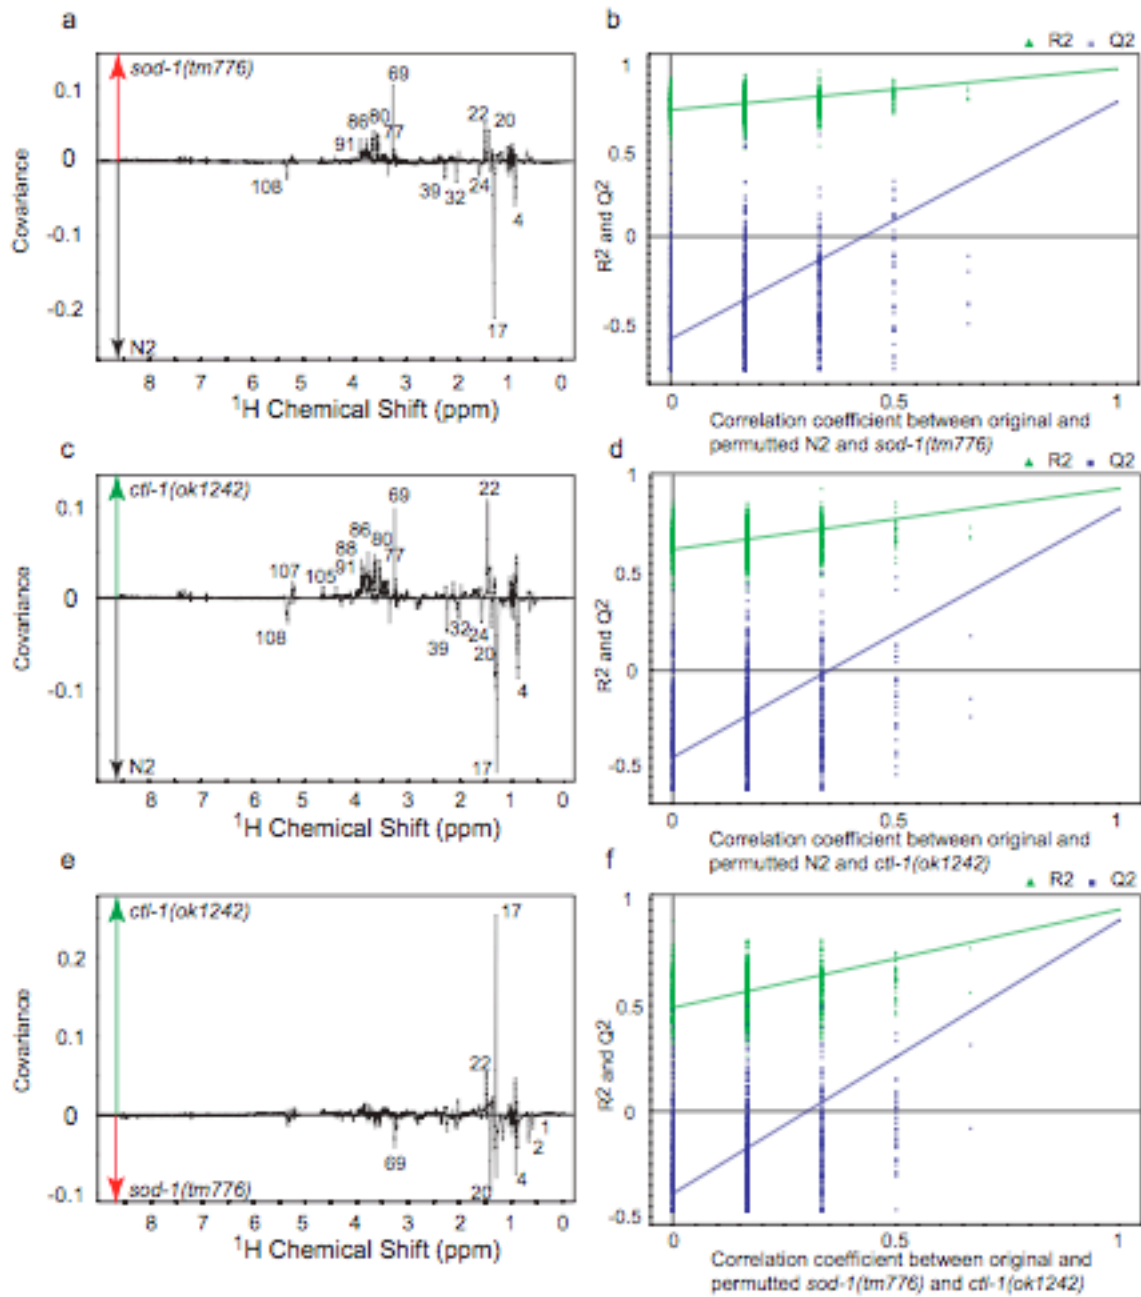 a
sod-1(tm776)
69
0.1
22
20
86
80
91
77
0
108
39
32
24
4
-0.1
-0.2
17
N2
Covariance
8 7 6 5 4 3 2 1 0
1H Chemical Shift (ppm)
b
R2 Q2
1
0.5
0
-0.5
R2 and Q2
0 0.5 1
Correlation coefficient between original and
permutted N2 and sod-1(tm776)
c
ctl-1(ok1242)
69
22
0.1
86
88
80
91
77
107
105
0
108
39
32
24
20
4
-0.1
17
N2
Covariance
8 7 6 5 4 3 2 1 0
1H Chemical Shift (ppm)
d
R2 Q2
1
0.5
0
-0.5
R2 and Q2
0 0.5 1
Correlation coefficient between original and
permutted N2 and ctl-1(ok1242)
e
ctl-1(ok1242)
17
0.2
0.1
22
0
1
2
69
4
20
-0.1
sod-1(tm776)
Covariance
8 7 6 5 4 3 2 1 0
1H Chemical Shift (ppm)
f
R2 Q2
1
0.5
0
-0.5
R2 and Q2
0 0.5 1
Correlation coefficient between original and
permutted sod-1(tm776) and ctl-1(ok1242)